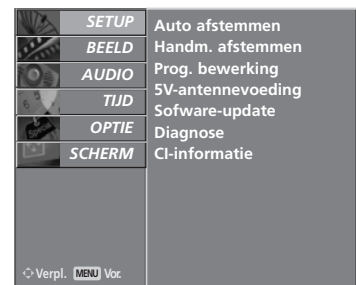 SETUP
BEELD
AUDIO
TIJD
OPTIE
SCHERM
Auto afstemmen
Handm. afstemmen
Prog. bewerking
5V-antennevoeding
Sofware-update
Diagnose
CI-informatie
Verpl. MENU Vor.